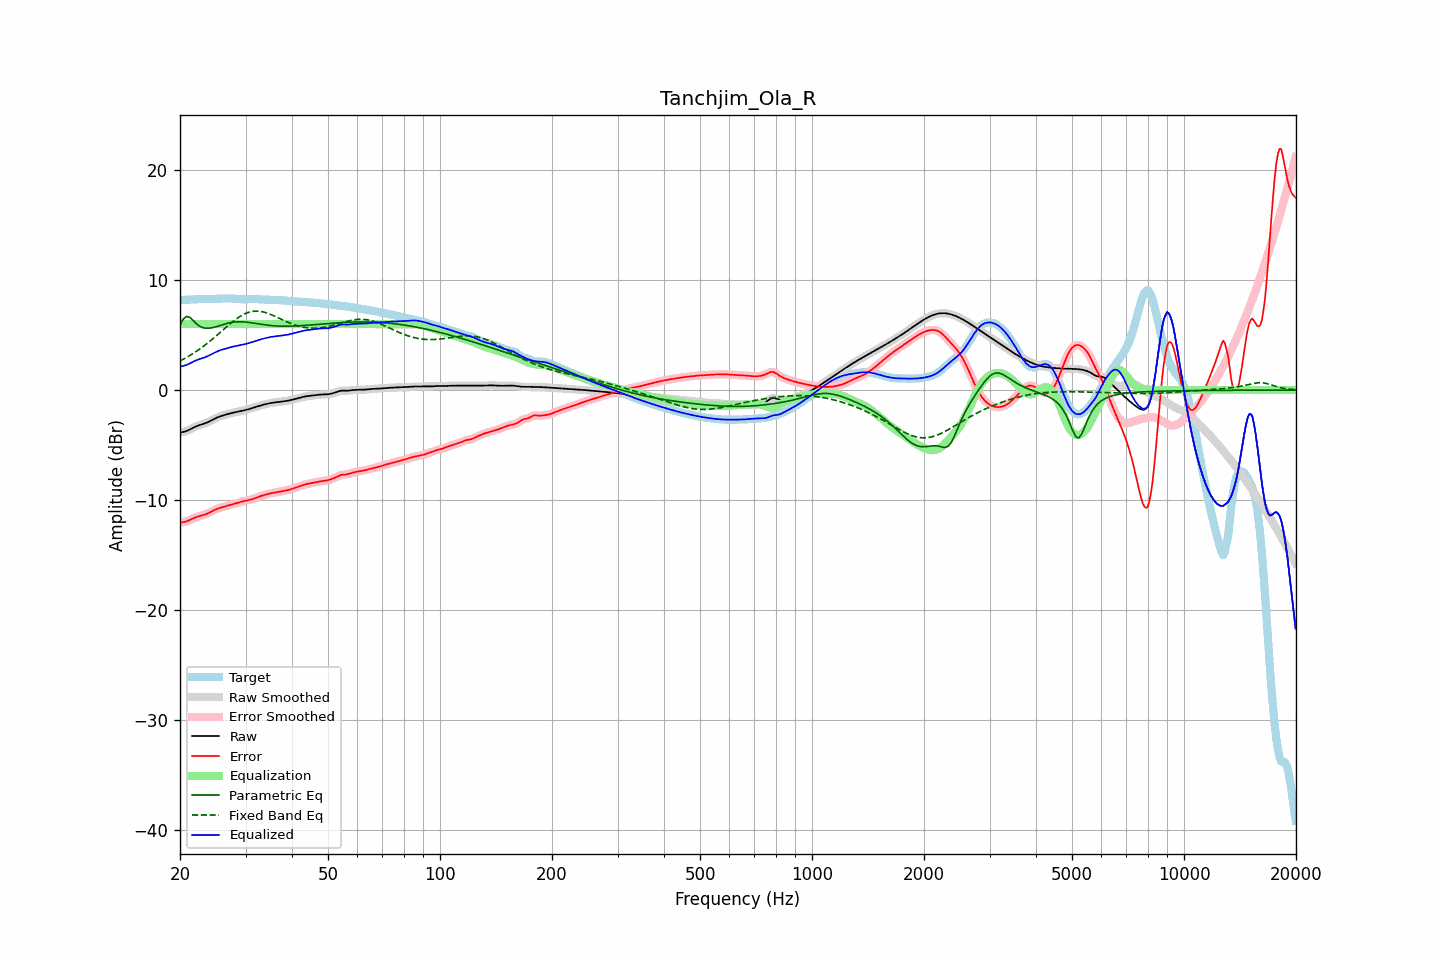 Tanchjim_Ola_R
Amplitude (dBr)
20
10
0
−10
−20
−30
−40
Target
Raw Smoothed
Error Smoothed
Raw
Error
Equalization
Parametric Eq
Fixed Band Eq
Equalized
20 50 100 200 500 1000 2000 5000 10000 20000
Frequency (Hz)